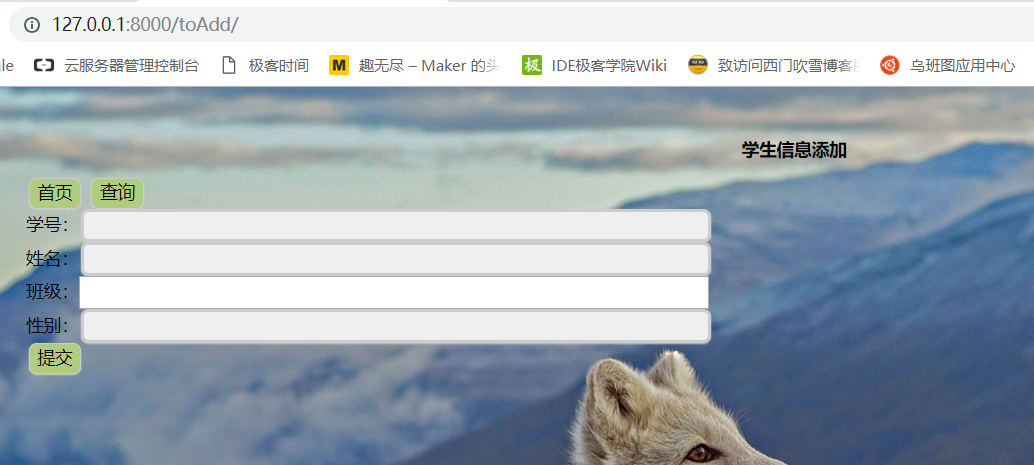 127.0.0.1:8000/toAdd/
le 云服务器管理控制台 极客时间 M 趣无尽 – Maker 的头 极 IDE极客学院Wiki 致访问西门吹雪博客 乌班图应用中心
学生信息添加
首页 查询
学号：
姓名：
班级：
性别：
提交